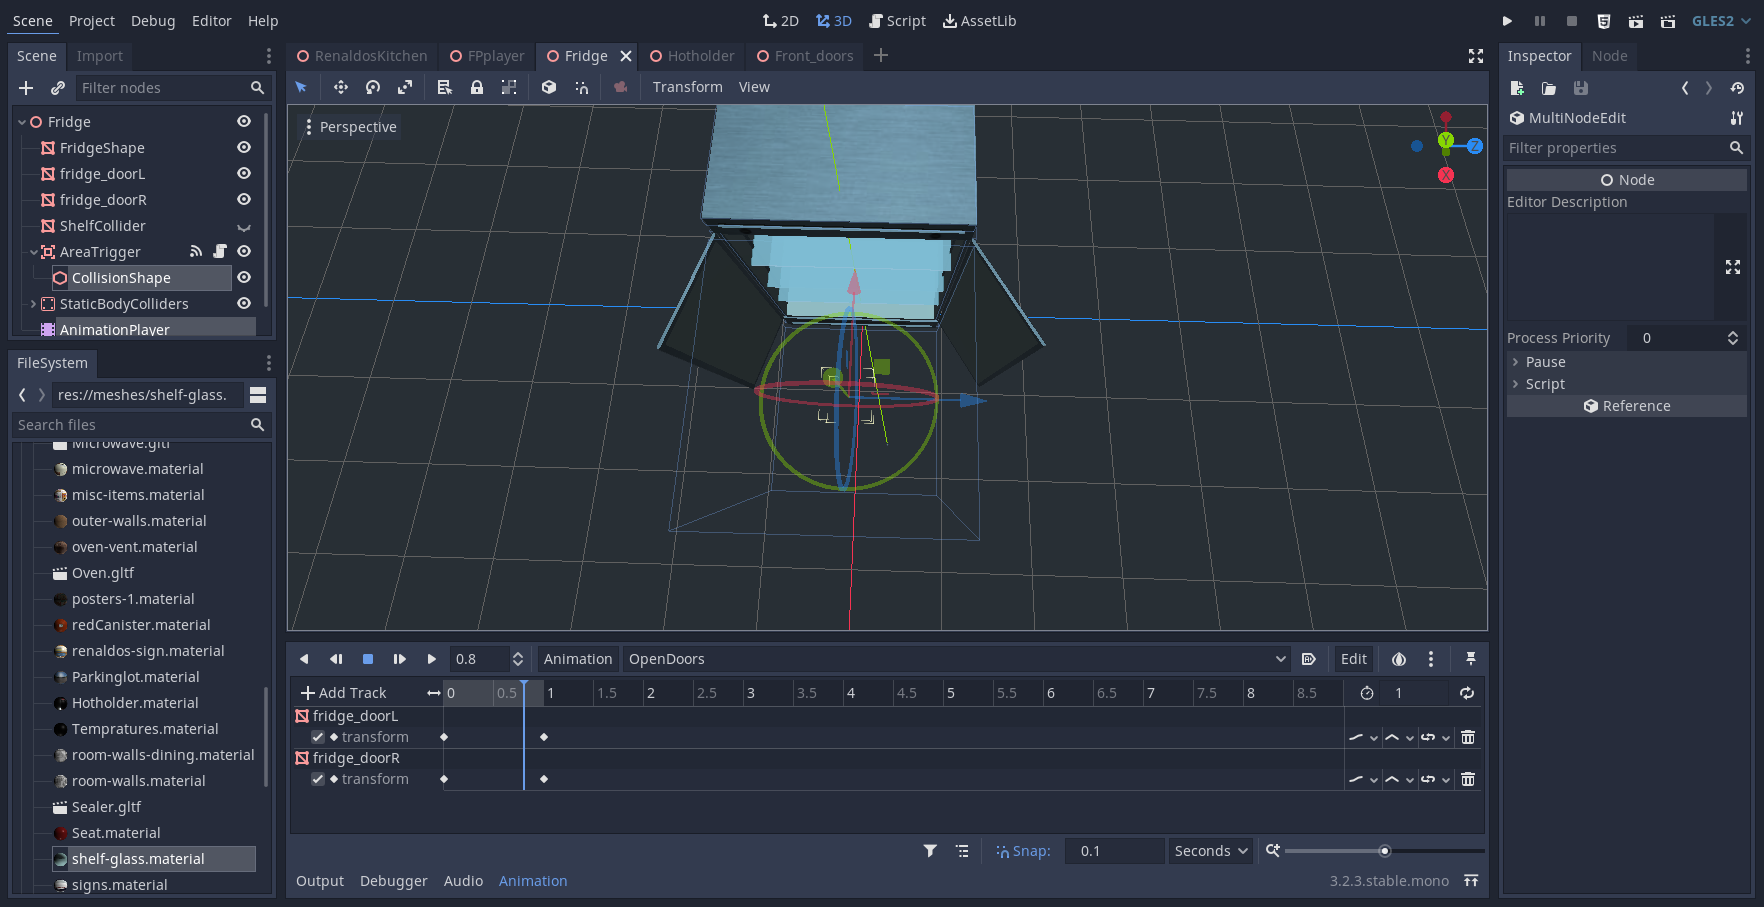 Scene Project Debug Editor Help
2D 3D Script AssetLib
GLES2
Scene Import
Filter nodes
Fridge
FridgeShape
fridge_doorL
fridge_doorR
ShelfCollider
AreaTrigger
CollisionShape
StaticBodyColliders
AnimationPlayer
FileSystem
res://meshes/shelf-glass.
Search files
Microwave.gltf
microwave.material
misc-items.material
outer-walls.material
oven-vent.material
Oven.gltf
posters-1.material
redCanister.material
renaldos-sign.material
Parkinglot.material
Hotholder.material
Tempratures.material
room-walls-dining.material
room-walls.material
Sealer.gltf
Seat.material
shelf-glass.material
signs.material
RenaldosKitchen FPplayer Fridge Hotholder Front_doors
Transform View
Perspective
Y Z X
0.8 Animation OpenDoors Edit
Add Track 0 0.5 1 1.5 2 2.5 3 3.5 4 4.5 5 5.5 6 6.5 7 7.5 8 8.5 1
fridge_doorL
transform
fridge_doorR
transform
Snap: 0.1 Seconds
Output Debugger Audio Animation 3.2.3.stable.mono
Inspector Node
MultiNodeEdit
Filter properties
Node
Editor Description
Process Priority 0
Pause
Script
Reference